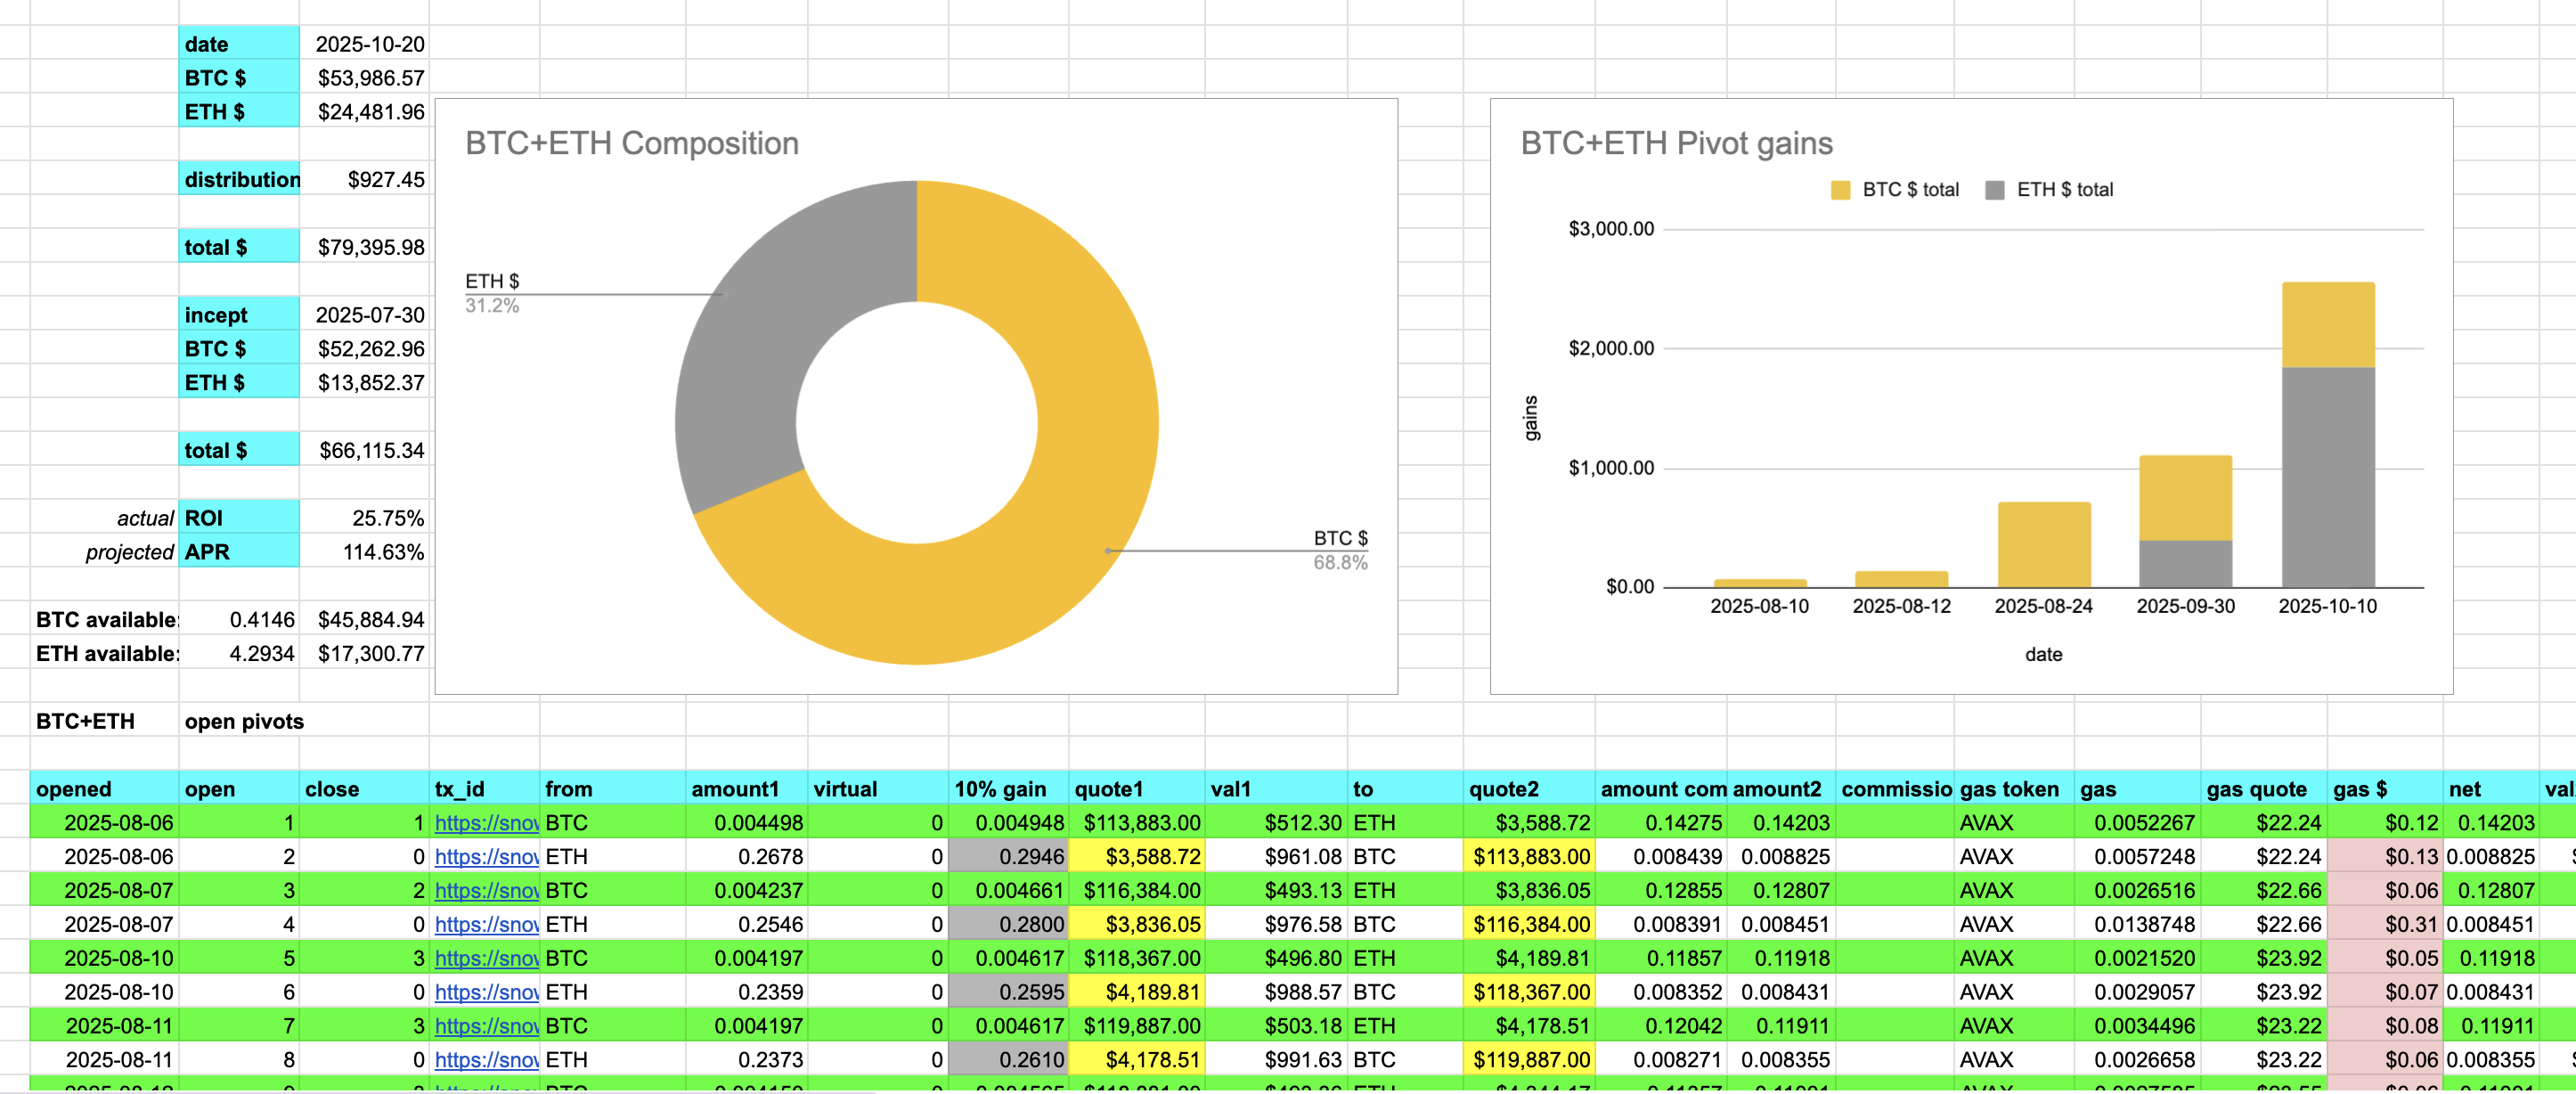 date 2025-10-20
BTC $ $53,986.57
ETH $ $24,481.96
distribution $927.45
total $ $79,395.98
incept 2025-07-30
BTC $ $52,262.96
ETH $ $13,852.37
total $ $66,115.34
actual ROI 25.75%
projected APR 114.63%
BTC available: 0.4146 $45,884.94
ETH available: 4.2934 $17,300.77
BTC+ETH Composition
ETH $
31.2%
BTC $
68.8%
BTC+ETH Pivot gains
BTC $ total ETH $ total
$3,000.00
$2,000.00
$1,000.00
$0.00
gains
2025-08-10 2025-08-12 2025-08-24 2025-09-30 2025-10-10
date
BTC+ETH open pivots
opened open close tx_id from amount1 virtual 10% gain quote1 val1 to quote2 amount com amount2 commissio gas token gas gas quote gas $ net val
2025-08-06 1 1 https://snow BTC 0.004498 0 0.004948 $113,883.00 $512.30 ETH $3,588.72 0.14275 0.14203 AVAX 0.0052267 $22.24 $0.12 0.14203
2025-08-06 2 0 https://snow ETH 0.2678 0 0.2946 $3,588.72 $961.08 BTC $113,883.00 0.008439 0.008825 AVAX 0.0057248 $22.24 $0.13 0.008825
2025-08-07 3 2 https://snow BTC 0.004237 0 0.004661 $116,384.00 $493.13 ETH $3,836.05 0.12855 0.12807 AVAX 0.0026516 $22.66 $0.06 0.12807
2025-08-07 4 0 https://snow ETH 0.2546 0 0.2800 $3,836.05 $976.58 BTC $116,384.00 0.008391 0.008451 AVAX 0.0138748 $22.66 $0.31 0.008451
2025-08-10 5 3 https://snow BTC 0.004197 0 0.004617 $118,367.00 $496.80 ETH $4,189.81 0.11857 0.11918 AVAX 0.0021520 $23.92 $0.05 0.11918
2025-08-10 6 0 https://snow ETH 0.2359 0 0.2595 $4,189.81 $988.57 BTC $118,367.00 0.008352 0.008431 AVAX 0.0029057 $23.92 $0.07 0.008431
2025-08-11 7 3 https://snow BTC 0.004197 0 0.004617 $119,887.00 $503.18 ETH $4,178.51 0.12042 0.11911 AVAX 0.0034496 $23.22 $0.08 0.11911
2025-08-11 8 0 https://snow ETH 0.2373 0 0.2610 $4,178.51 $991.63 BTC $119,887.00 0.008271 0.008355 AVAX 0.0026658 $23.22 $0.06 0.008355